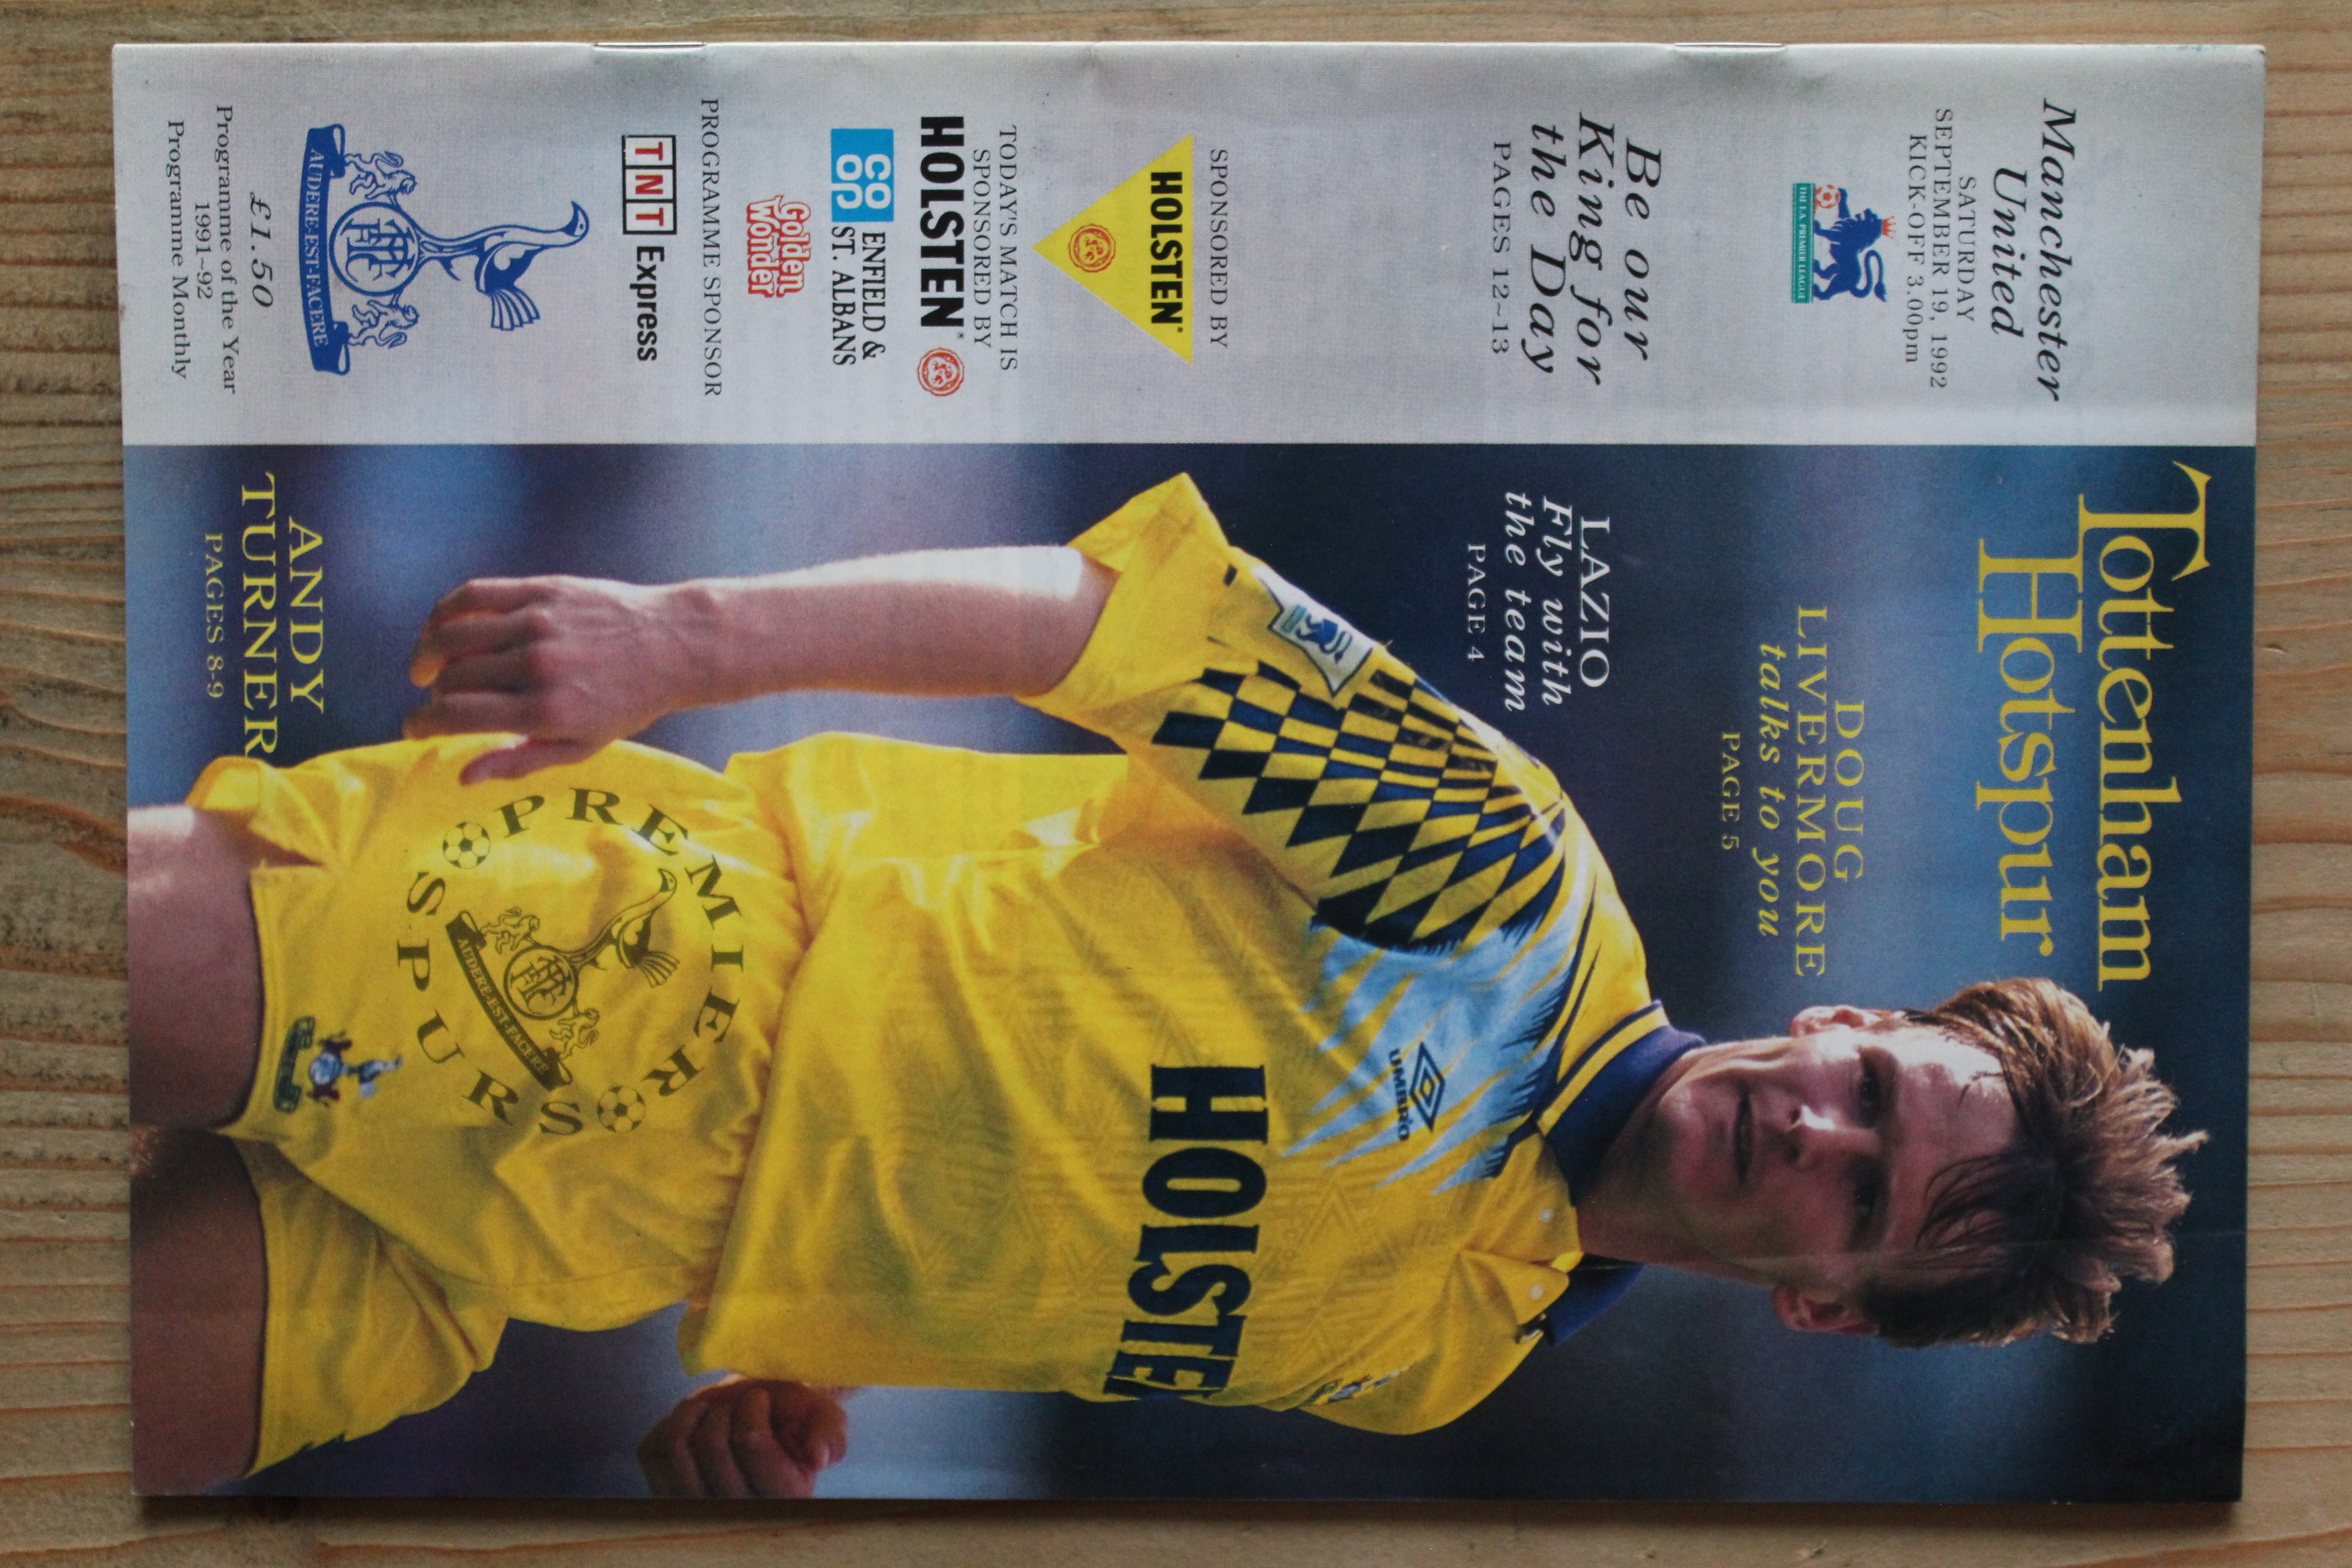 Manchester
United
SATURDAY
SEPTEMBER 19, 1992
KICK-OFF 3.00pm
THE F.A. PREMIER LEAGUE
Be our
King for
the Day
PAGES 12~13
SPONSORED BY
HOLSTEN
TODAY'S MATCH IS
SPONSORED BY
HOLSTEN
CO
OP
ENFIELD &
ST. ALBANS
Golden
Wonder
PROGRAMME SPONSOR
TNT Express
THFC
AUDERE·EST·FACERE
£1.50
Programme of the Year
1991~92
Programme Monthly
Tottenham
Hotspur
DOUG
LIVERMORE
talks to you
PAGE 5
LAZIO
Fly with
the team
PAGE 4
UMBRO
HOLSTE
PREMIER
SPURS
THFC
AUDERE·EST·FACERE
ANDY
TURNER
PAGES 8-9